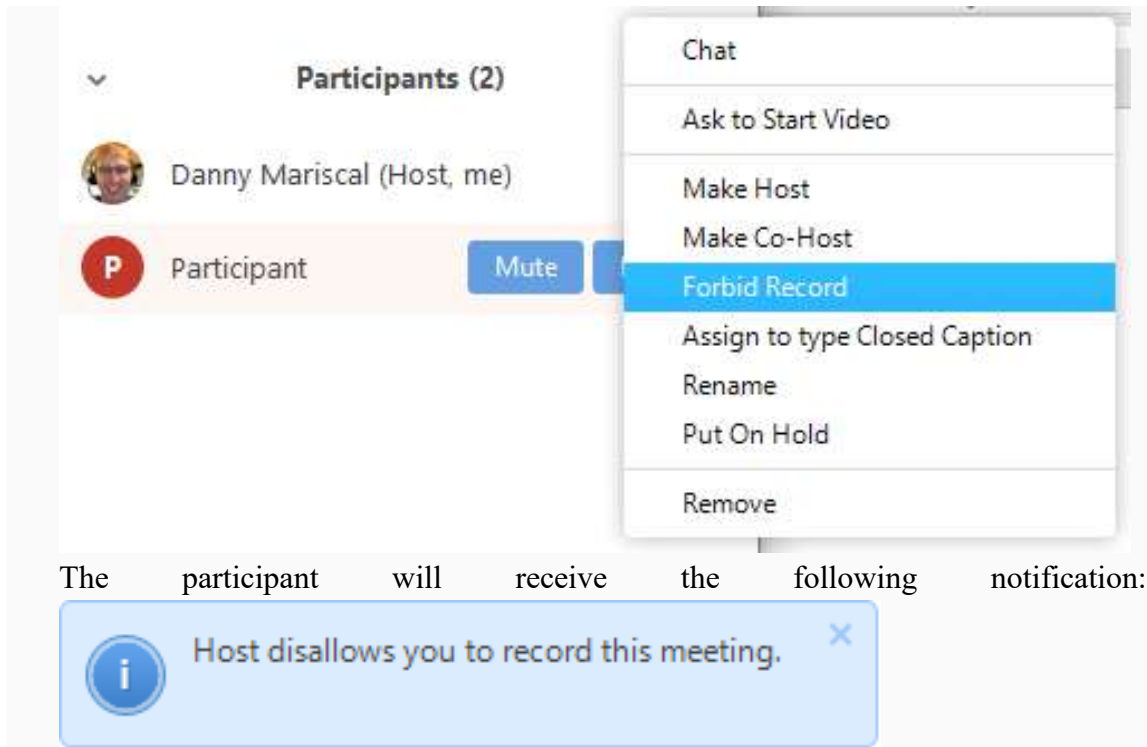 Participants (2)
Danny Mariscal (Host, me)
P
Participant
Mute
Chat
Ask to Start Video
Make Host
Make Co-Host
Forbid Record
Assign to type Closed Caption
Rename
Put On Hold
Remove
The participant will receive the following notification:
i
Host disallows you to record this meeting.